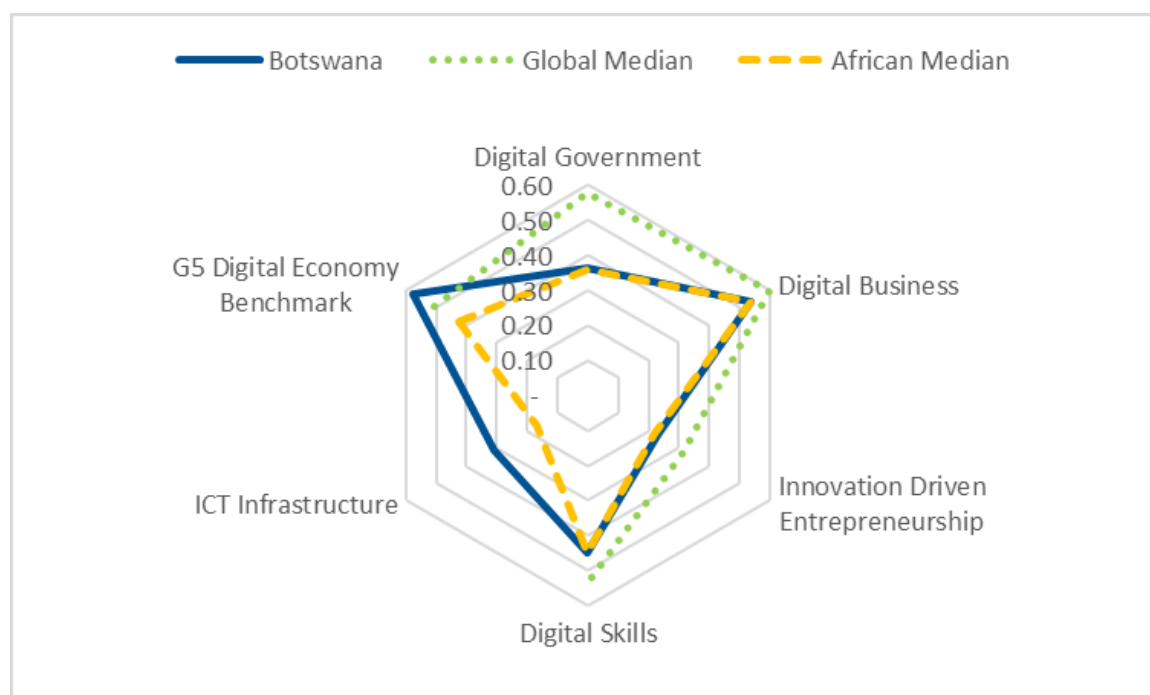 Botswana
Global Median
African Median
Digital Government
0.60
0.50
0.40
0.30
0.20
0.10
-
G5 Digital Economy
Benchmark
Digital Business
ICT Infrastructure
Innovation Driven
Entrepreneurship
Digital Skills